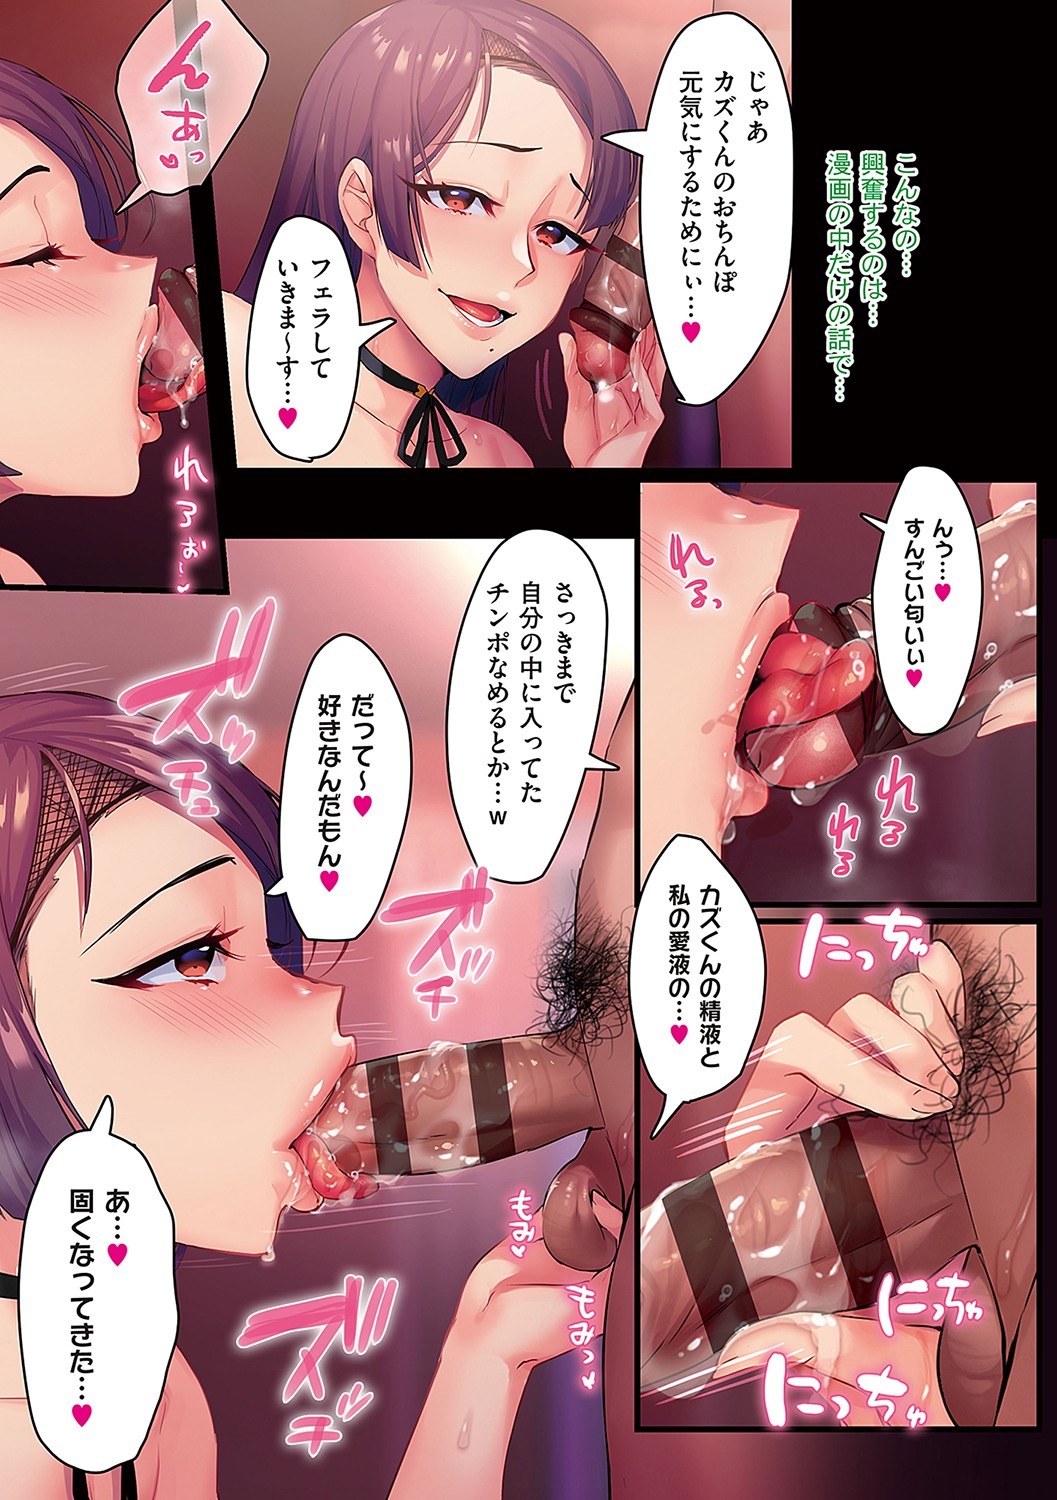 こんなの…
興奮するのは…
漫画の中だけの話で…
じゃあ
カズくんのおちんぽ
元気にするためにぃ…♥
フェラして
いきま～す…♥
んあっ♥
れろぉ～♥
んぅ…♥
すんごい匂いぃ♥
れるっ
れる
れる
カズくんの精液と
私の愛液の…♥
にっちゃ
にっちゃ
にっちゅ
さっきまで
自分の中に入ってた
チンポなめるとか…w
だって～♥
好きなんだもん♥
ズッ
チュ
ズッ
チ
もみ♥
もみっ♥
ズズッ
あ…♥
固くなってきた…♥